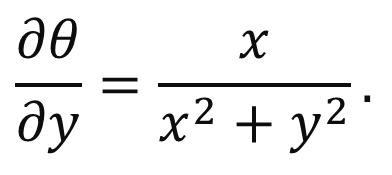 ∂θ/∂y = x/(x² + y²).